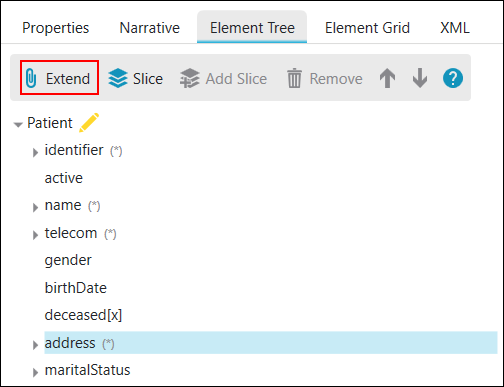 Properties Narrative Element Tree Element Grid XML
Extend Slice Add Slice Remove ?
Patient
identifier (*)
active
name (*)
telecom (*)
gender
birthDate
deceased[x]
address (*)
maritalStatus